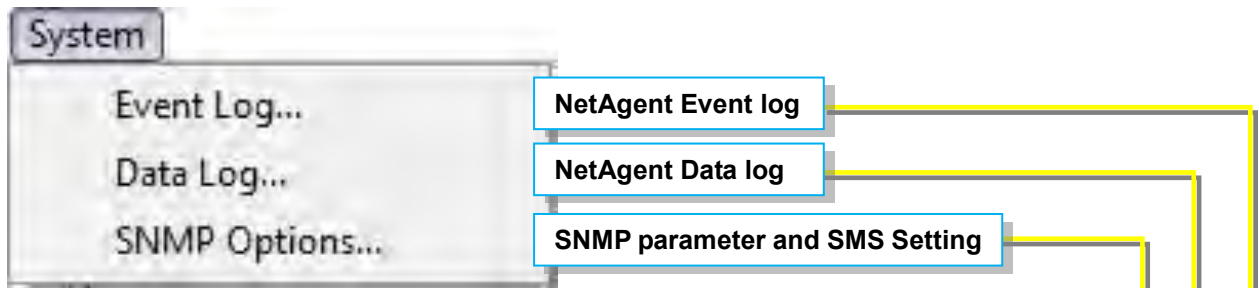 System
Event Log... NetAgent Event log
Data Log... NetAgent Data log
SNMP Options... SNMP parameter and SMS Setting